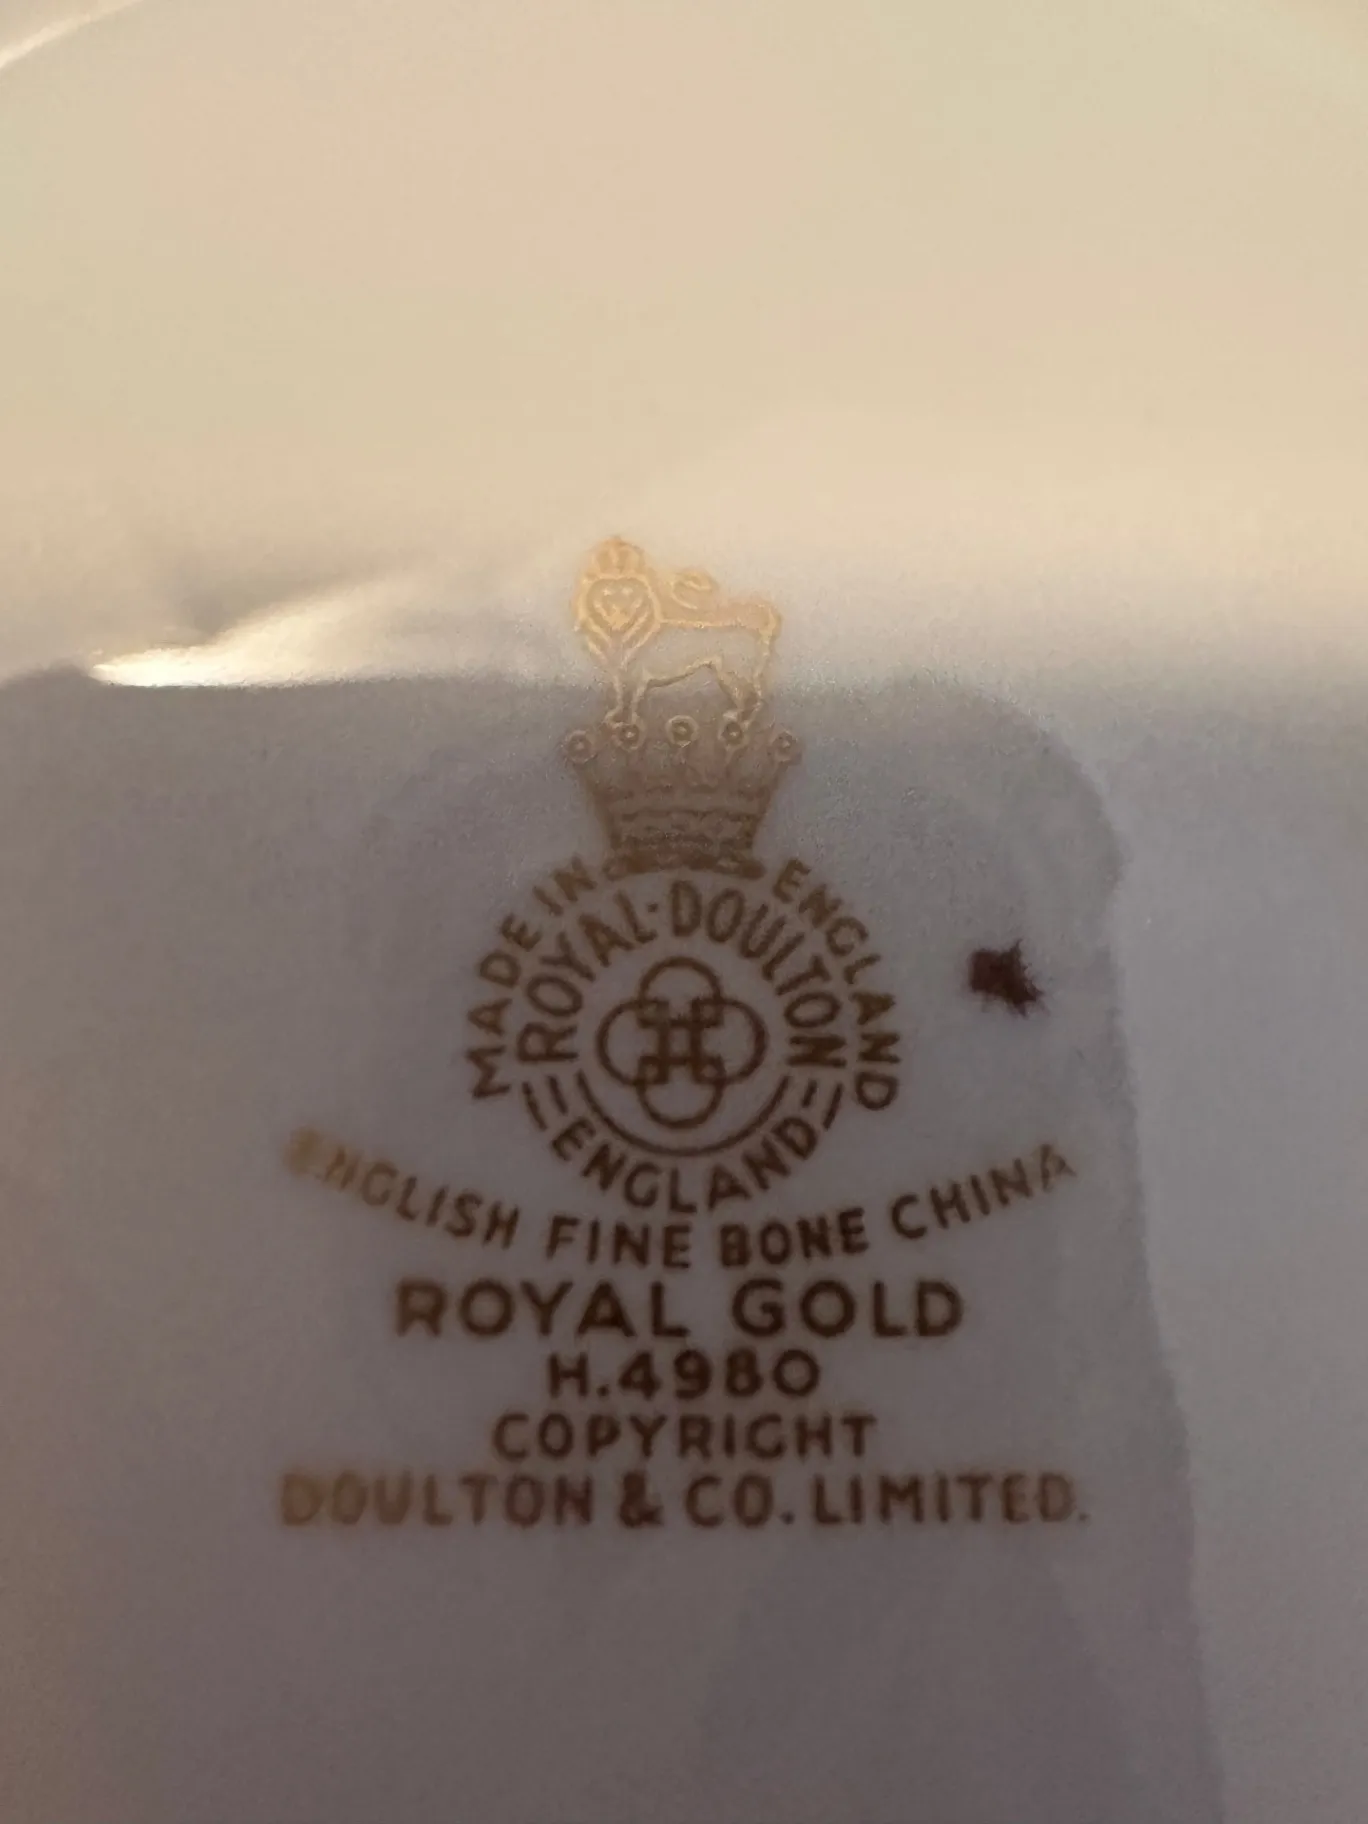 MADE IN ENGLAND
ROYAL·DOULTON
ENGLAND
ENGLISH FINE BONE CHINA
ROYAL GOLD
H.4980
COPYRIGHT
DOULTON & CO. LIMITED.